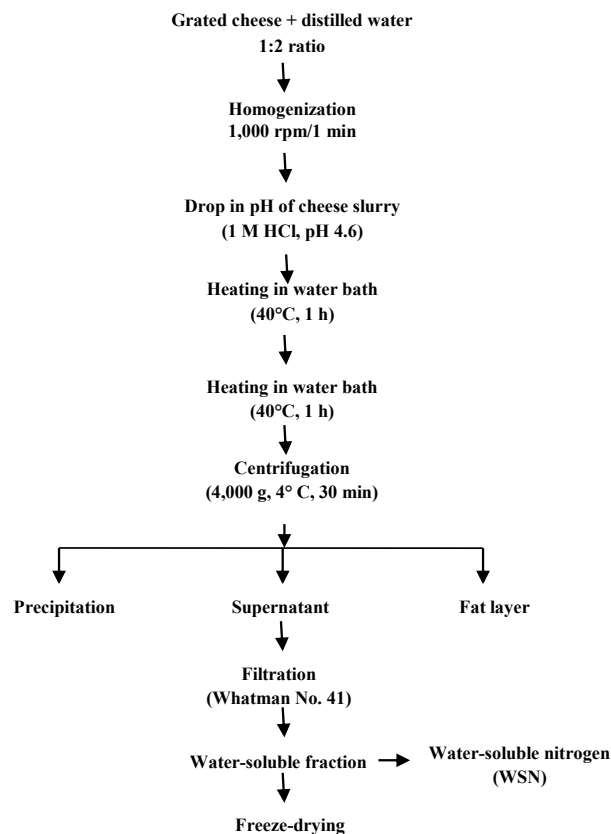 Grated cheese + distilled water
1:2 ratio
Homogenization
1,000 rpm/1 min
Drop in pH of cheese slurry
(1 M HCl, pH 4.6)
Heating in water bath
(40°C, 1 h)
Heating in water bath
(40°C, 1 h)
Centrifugation
(4,000 g, 4° C, 30 min)
Precipitation
Supernatant
Fat layer
Filtration
(Whatman No. 41)
Water-soluble fraction
Water-soluble nitrogen
(WSN)
Freeze-drying